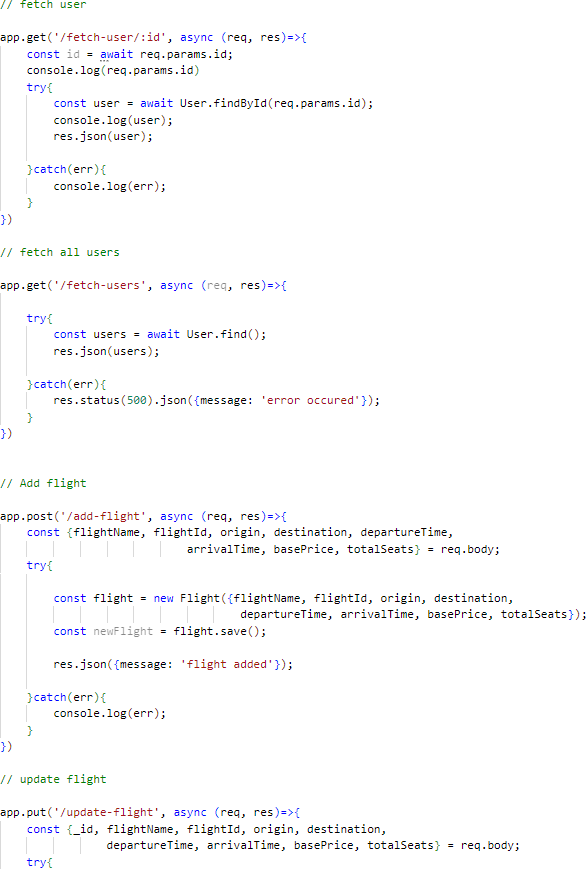 // fetch user
app.get('/fetch-user/:id', async (req, res)=>{
    const id = await req.params.id;
    console.log(req.params.id)
    try{
        const user = await User.findById(req.params.id);
        console.log(user);
        res.json(user);
    }catch(err){
        console.log(err);
    }
})
// fetch all users
app.get('/fetch-users', async (req, res)=>{
    try{
        const users = await User.find();
        res.json(users);
    }catch(err){
        res.status(500).json({message: 'error occured'});
    }
})
// Add flight
app.post('/add-flight', async (req, res)=>{
    const {flightName, flightId, origin, destination, departureTime,
                            arrivalTime, basePrice, totalSeats} = req.body;
    try{
        const flight = new Flight({flightName, flightId, origin, destination,
                                    departureTime, arrivalTime, basePrice, totalSeats});
        const newFlight = flight.save();
        res.json({message: 'flight added'});
    }catch(err){
        console.log(err);
    }
})
// update flight
app.put('/update-flight', async (req, res)=>{
    const {_id, flightName, flightId, origin, destination,
                departureTime, arrivalTime, basePrice, totalSeats} = req.body;
    try{